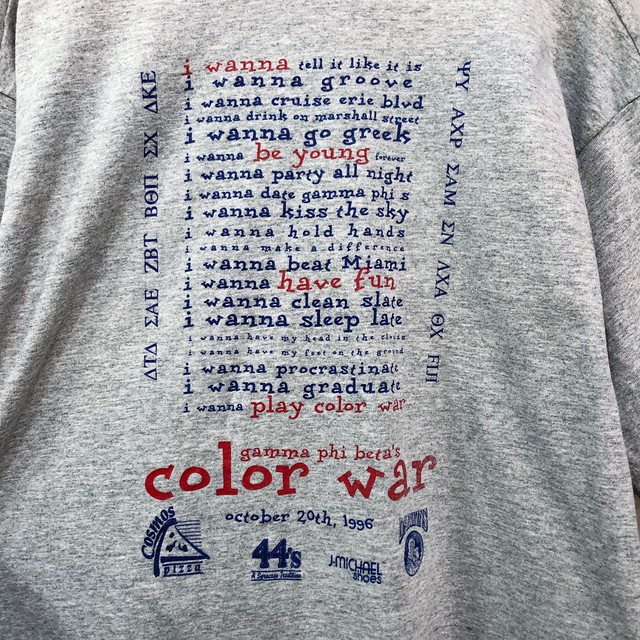 i wanna tell it like it is
i wanna groove
i wanna cruise erie blvd
i wanna drink on marshall street
i wanna go greek
i wanna be young forever
i wanna party all night
i wanna date gamma phi's
i wanna kiss the sky
i wanna hold hands
i wanna make a difference
i wanna beat Miami
i wanna have fun
i wanna clean slate
i wanna sleep late
i wanna have my head in the clouds
i wanna have my feet on the ground
i wanna procrastinate
i wanna graduate
i wanna play color war
ΔΤΔ ΣΑΕ ΖΒΤ ΒΘΠ ΣΧ ΔΚΕ
ΨΥ ΑΧΡ ΣΑΜ ΣΝ ΛΧΑ ΘΧ FIJI
gamma phi beta's
color war
october 20th, 1996
Cosmos
pizza
44's
A Syracuse Tradition
J-MICHAEL
shoes